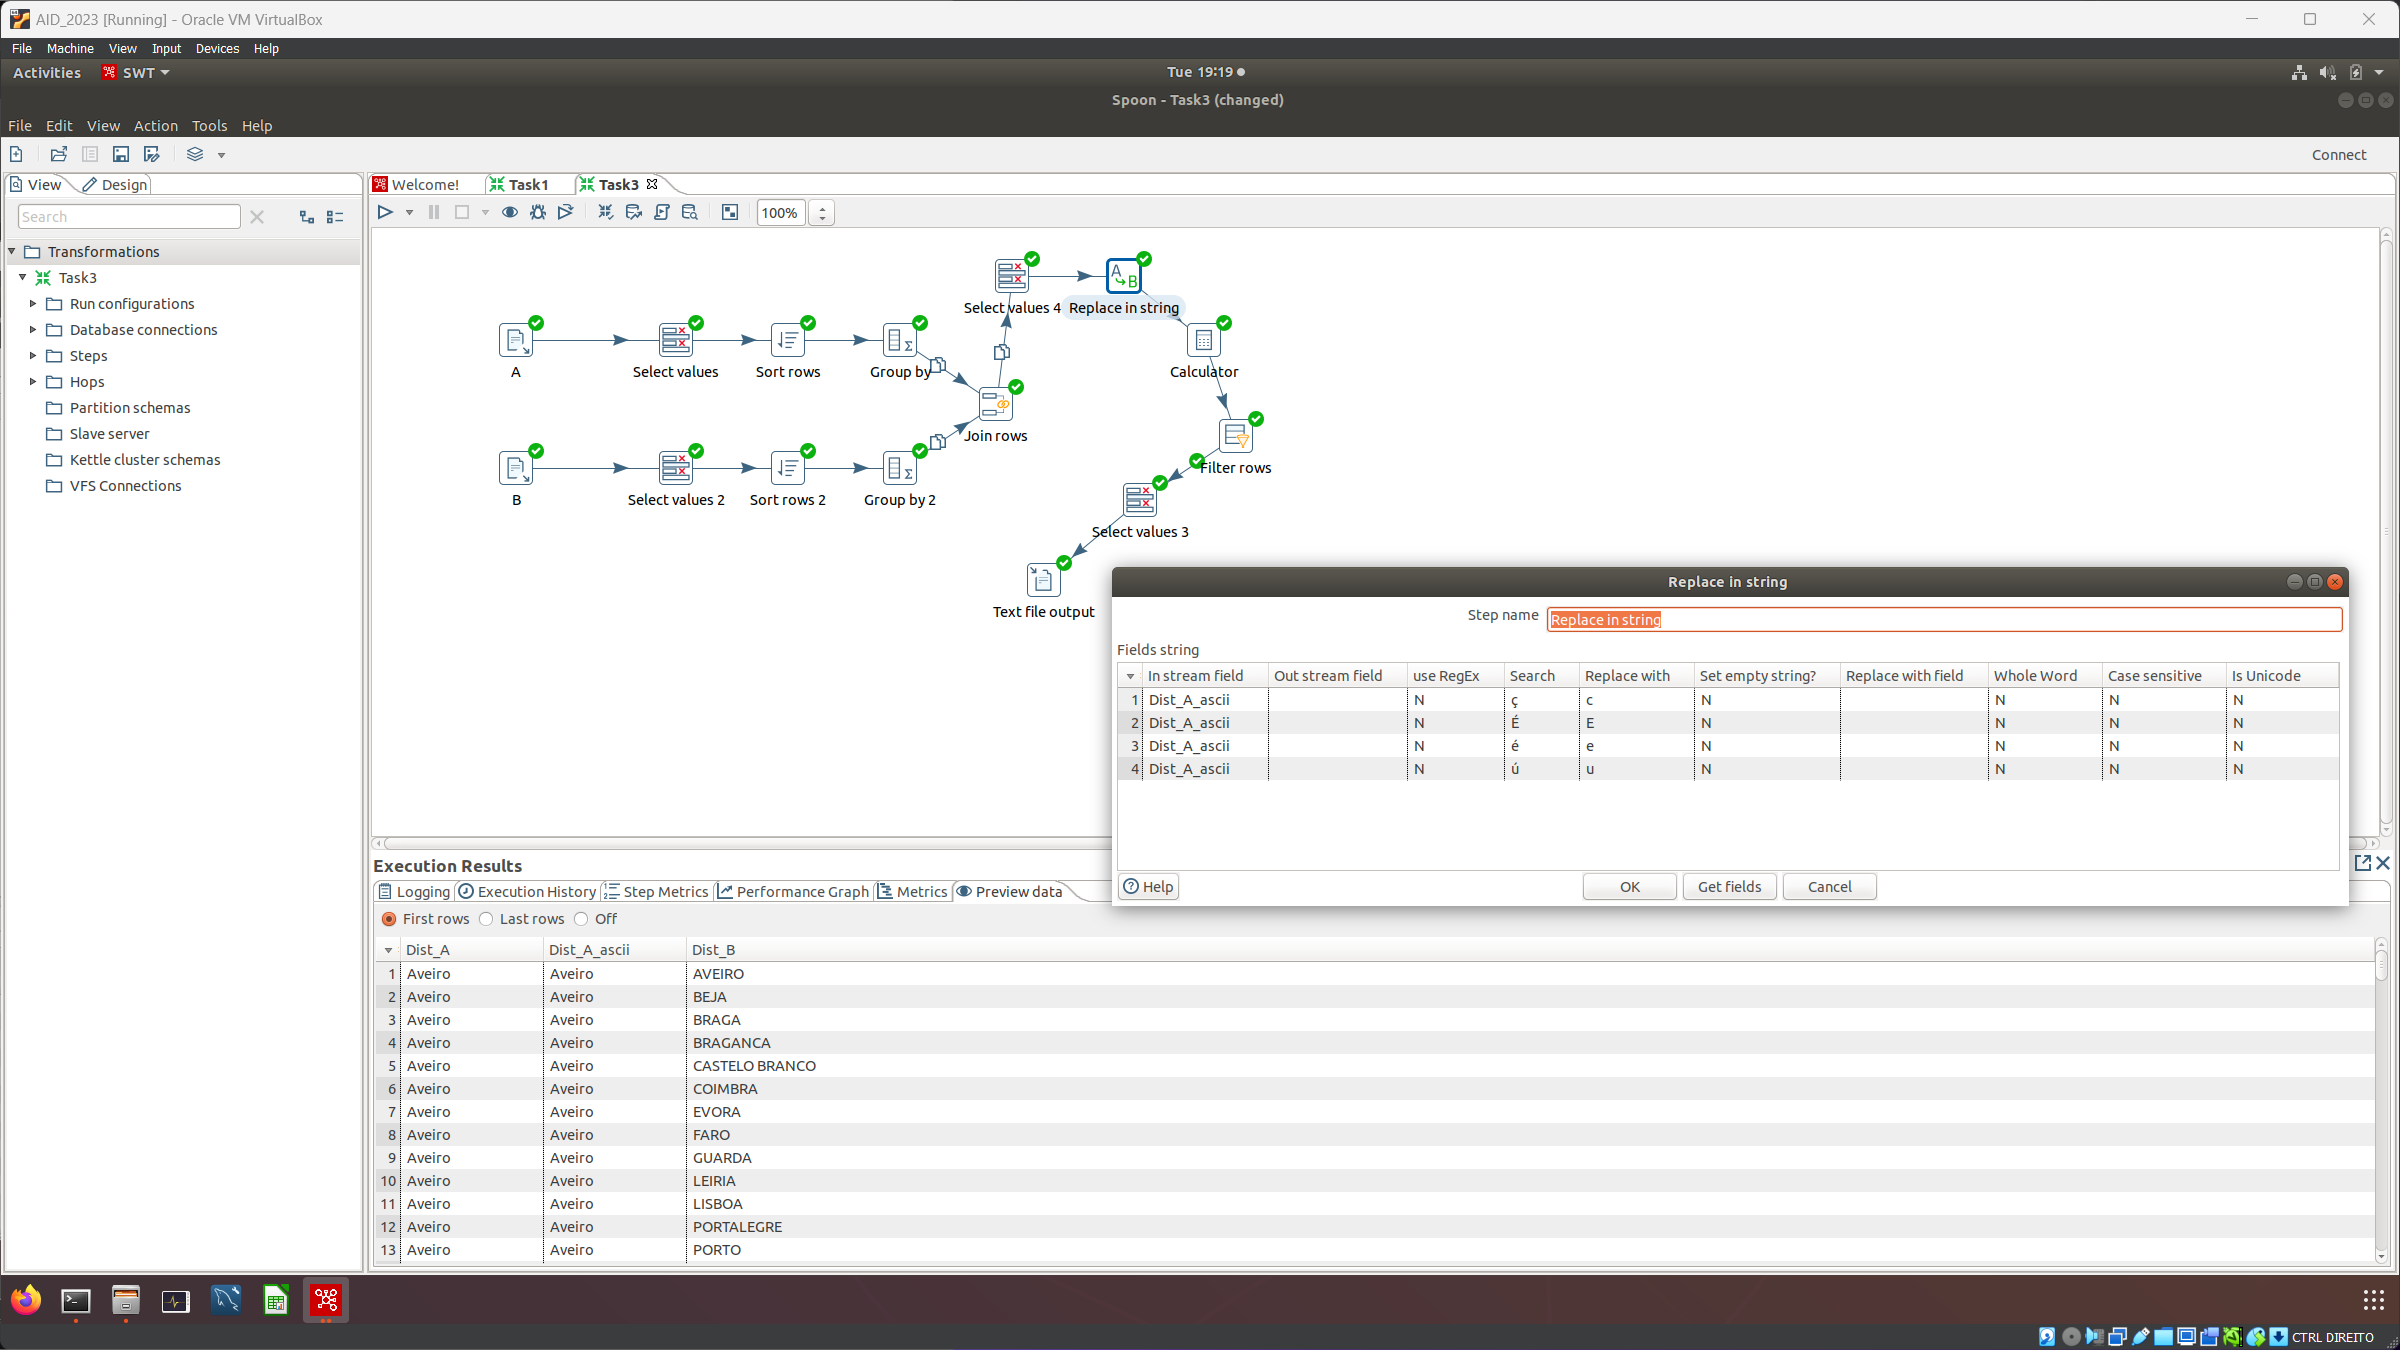 AID_2023 [Running] - Oracle VM VirtualBox
File Machine View Input Devices Help
Activities SWT Tue 19:19
Spoon - Task3 (changed)
File Edit View Action Tools Help
Connect
View Design
Welcome! Task1 Task3
Search
100%
Transformations
Task3
Run configurations
Database connections
Steps
Hops
Partition schemas
Slave server
Kettle cluster schemas
VFS Connections
Select values 4 Replace in string
A Select values Sort rows Group by Calculator
Join rows
Filter rows
B Select values 2 Sort rows 2 Group by 2
Select values 3
Text file output
Replace in string
Step name Replace in string
Fields string
In stream field Out stream field use RegEx Search Replace with Set empty string? Replace with field Whole Word Case sensitive Is Unicode
1 Dist_A_ascii N ç c N N N N
2 Dist_A_ascii N É E N N N N
3 Dist_A_ascii N é e N N N N
4 Dist_A_ascii N ú u N N N N
Help OK Get fields Cancel
Execution Results
Logging Execution History Step Metrics Performance Graph Metrics Preview data
First rows Last rows Off
Dist_A Dist_A_ascii Dist_B
1 Aveiro Aveiro AVEIRO
2 Aveiro Aveiro BEJA
3 Aveiro Aveiro BRAGA
4 Aveiro Aveiro BRAGANCA
5 Aveiro Aveiro CASTELO BRANCO
6 Aveiro Aveiro COIMBRA
7 Aveiro Aveiro EVORA
8 Aveiro Aveiro FARO
9 Aveiro Aveiro GUARDA
10 Aveiro Aveiro LEIRIA
11 Aveiro Aveiro LISBOA
12 Aveiro Aveiro PORTALEGRE
13 Aveiro Aveiro PORTO
CTRL DIREITO